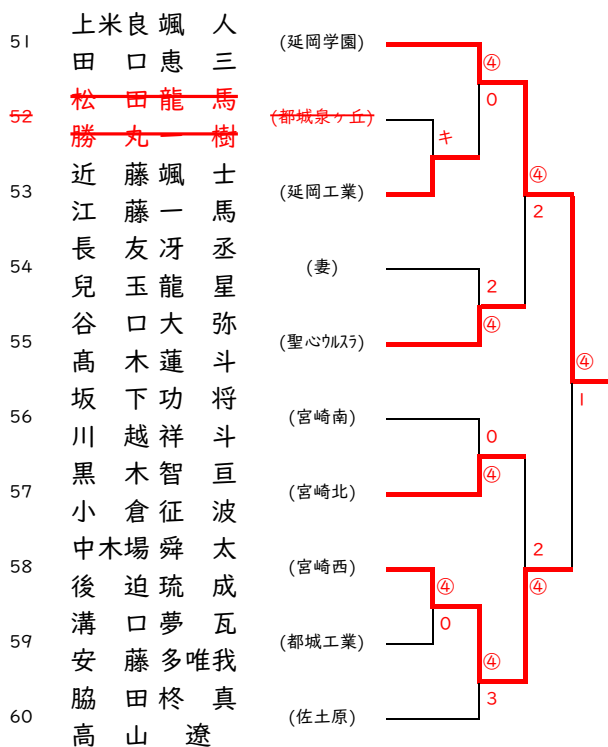 上米良 颯 人
51 (延岡学園)
田 口 恵 三
④
0
松 田 龍 馬
52 (都城泉ヶ丘)
勝 丸 一 樹
キ
近 藤 颯 士
53 (延岡工業)
④
2
江 藤 一 馬
長 友 冴 丞
54 (妻)
兒 玉 龍 星
2
④
谷 口 大 弥
55 (聖心ウルスラ)
髙 木 蓮 斗
④
1
坂 下 功 将
56 (宮崎南)
川 越 祥 斗
0
④
黒 木 智 亘
57 (宮崎北)
小 倉 征 波
中木場 舜 太
2
④
58 (宮崎西)
後 迫 琉 成
④
0
溝 口 夢 瓦
59 (都城工業)
安 藤 多唯我
④
3
脇 田 柊 真
60 (佐土原)
高 山 遼